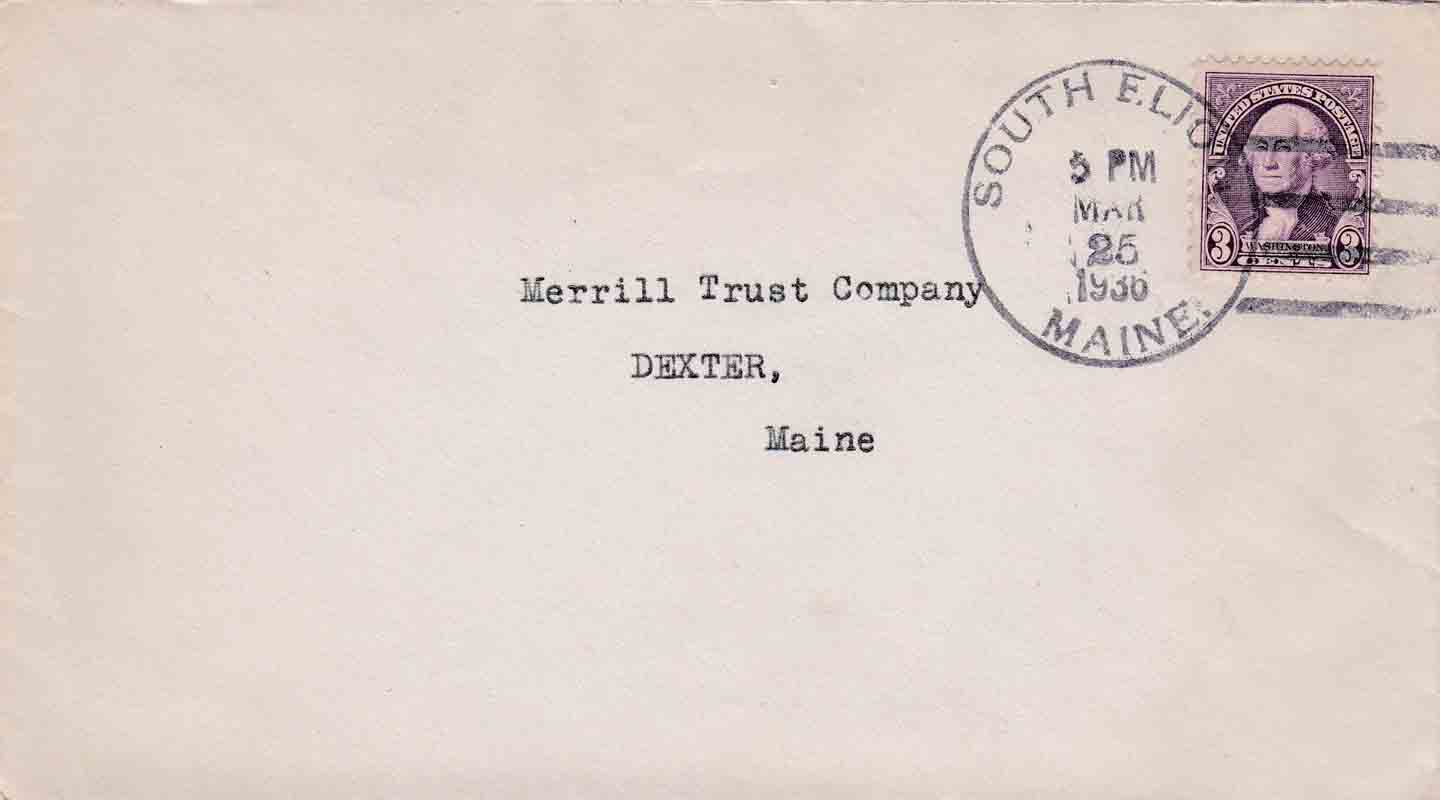 SOUTH ELIO
5 PM
MAR
25
1936
MAINE.
UNITED STATES POSTAGE
3 WASHINGTON 3
Merrill Trust Company
DEXTER,
Maine